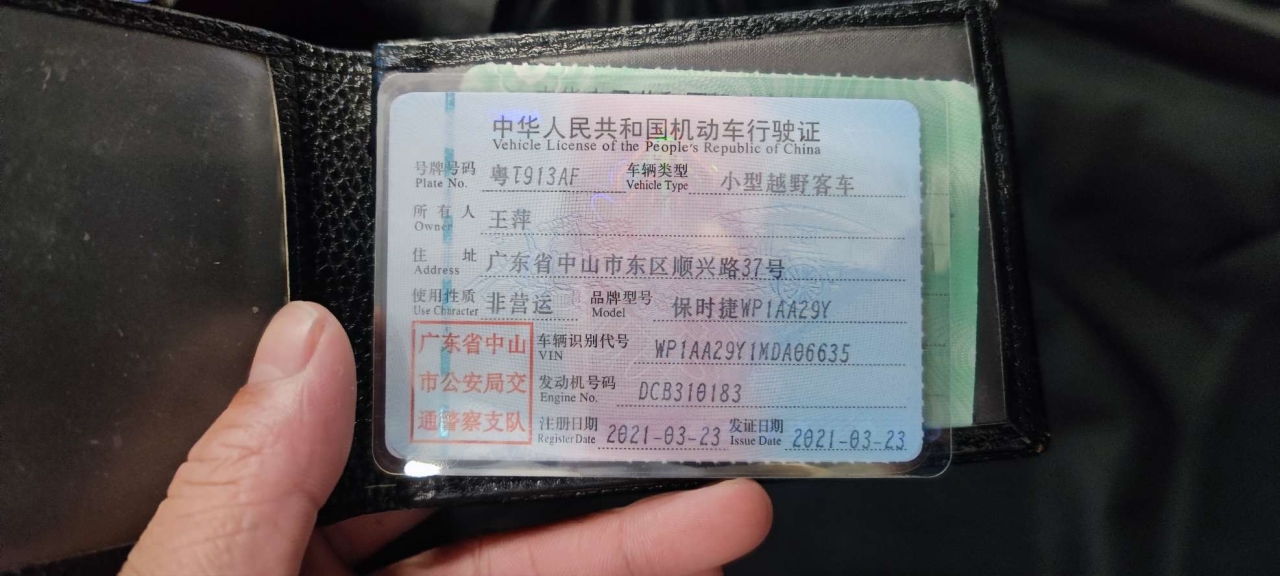 中华人民共和国机动车行驶证
Vehicle License of the People's Republic of China
号牌号码 粤T913AF 车辆类型 小型越野客车
Plate No. Vehicle Type
所有人 王萍
Owner
住址 广东省中山市东区顺兴路37号
Address
使用性质 非营运 品牌型号 保时捷WP1AA29Y
Use Character Model
广东省中山
市公安局交
通警察支队
车辆识别代号 WP1AA29Y1MDA06635
VIN
发动机号码 DCB310183
Engine No.
注册日期 2021-03-23 发证日期 2021-03-23
Register Date Issue Date